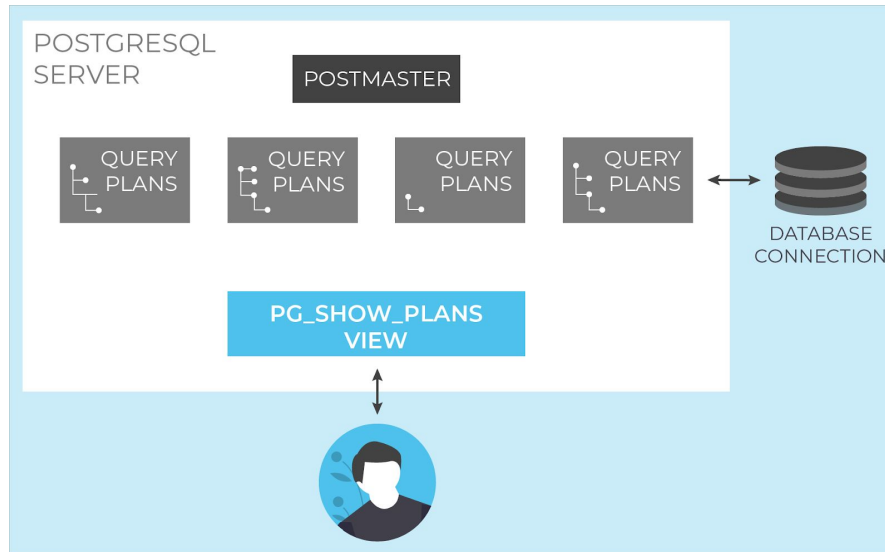 POSTGRESQL
SERVER
POSTMASTER
QUERY
PLANS
QUERY
PLANS
QUERY
PLANS
QUERY
PLANS
DATABASE
CONNECTION
PG_SHOW_PLANS
VIEW